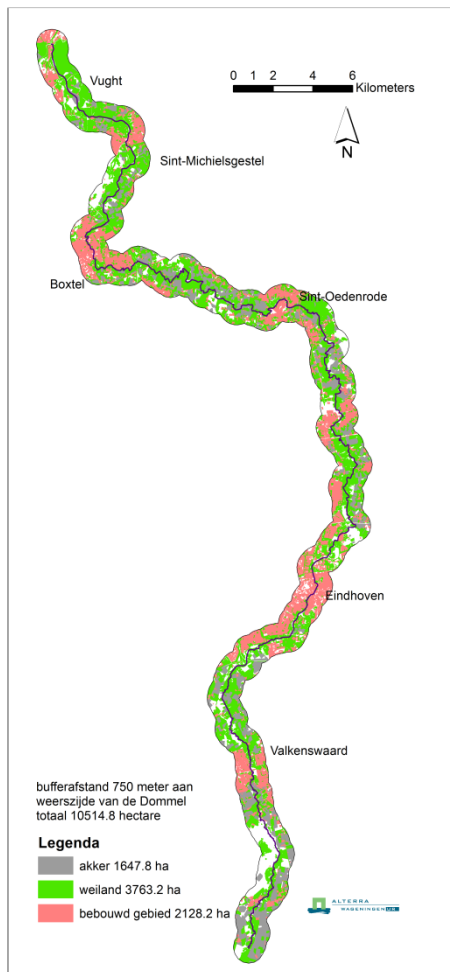 Vught
0 1 2 4 6
Kilometers
N
Sint-Michielsgestel
Boxtel
Sint-Oedenrode
Eindhoven
Valkenswaard
bufferafstand 750 meter aan
weerszijde van de Dommel
totaal 10514.8 hectare
Legenda
akker 1647.8 ha
weiland 3763.2 ha
bebouwd gebied 2128.2 ha
ALTERRA
WAGENINGEN UR